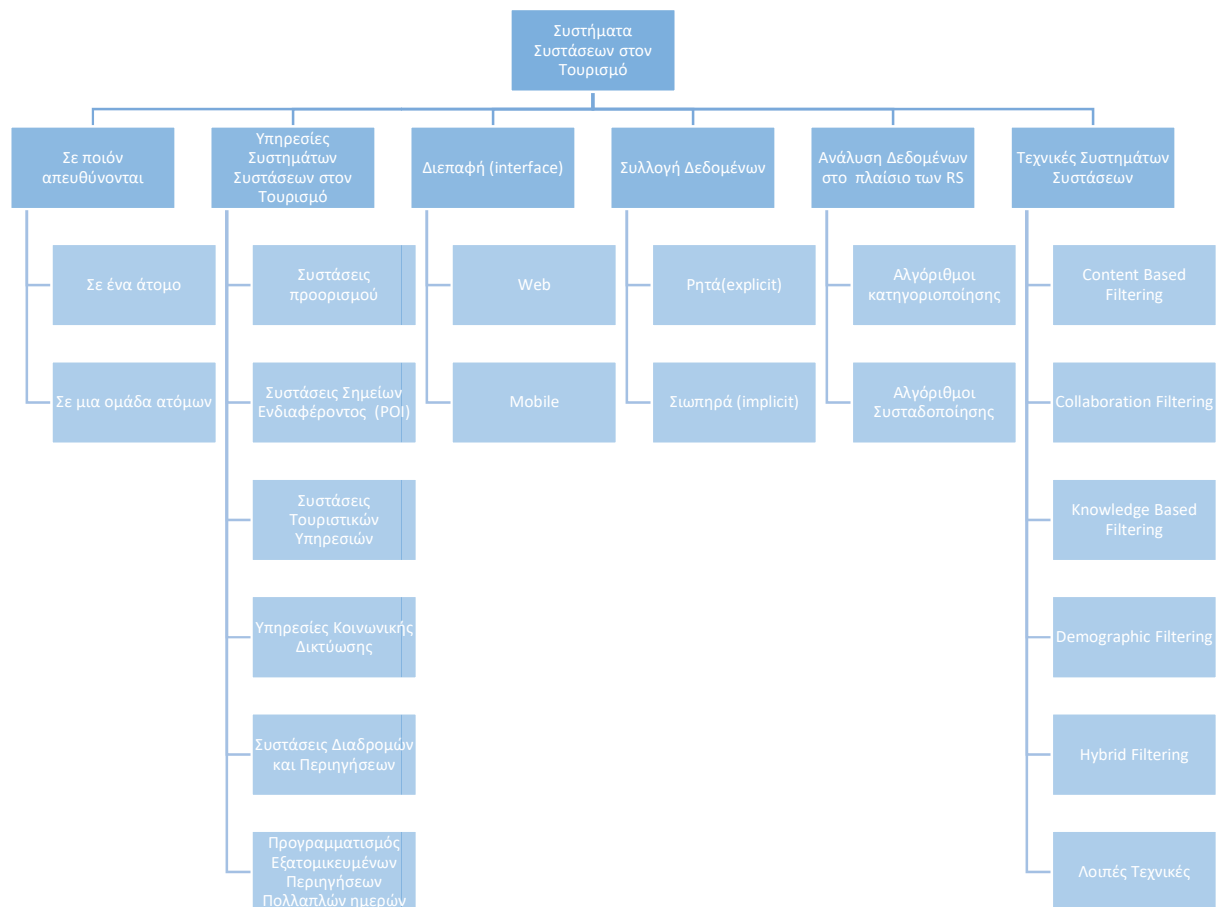 Συστήματα
Συστάσεων στον
Τουρισμό
Σε ποιόν
απευθύνονται
Σε ένα άτομο
Σε μια ομάδα ατόμων
Υπηρεσίες
Συστημάτων
Συστάσεων στον
Τουρισμό
Συστάσεις
προορισμού
Συστάσεις Σημείων
Ενδιαφέροντος (POI)
Συστάσεις
Τουριστικών
Υπηρεσιών
Υπηρεσίες Κοινωνικής
Δικτύωσης
Συστάσεις Διαδρομών
και Περιηγήσεων
Προγραμματισμός
Εξατομικευμένων
Περιηγήσεων
Πολλαπλών ημερών
Διεπαφή (interface)
Web
Mobile
Συλλογή Δεδομένων
Ρητά(explicit)
Σιωπηρά (implicit)
Ανάλυση Δεδομένων
στο πλαίσιο των RS
Αλγόριθμοι
κατηγοριοποίησης
Αλγόριθμοι
Συσταδοποίησης
Τεχνικές Συστημάτων
Συστάσεων
Content Based
Filtering
Collaboration Filtering
Knowledge Based
Filtering
Demographic Filtering
Hybrid Filtering
Λοιπές Τεχνικές